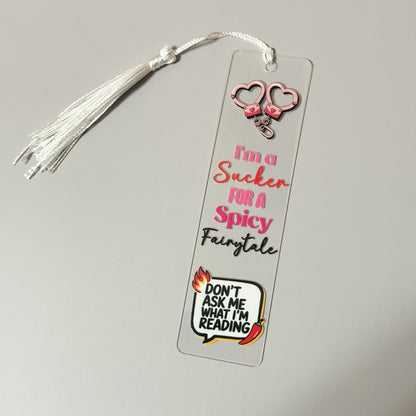 I'm a
Sucker
FOR A
Spicy
Fairytale
DON'T
ASK ME
WHAT I'M
READING